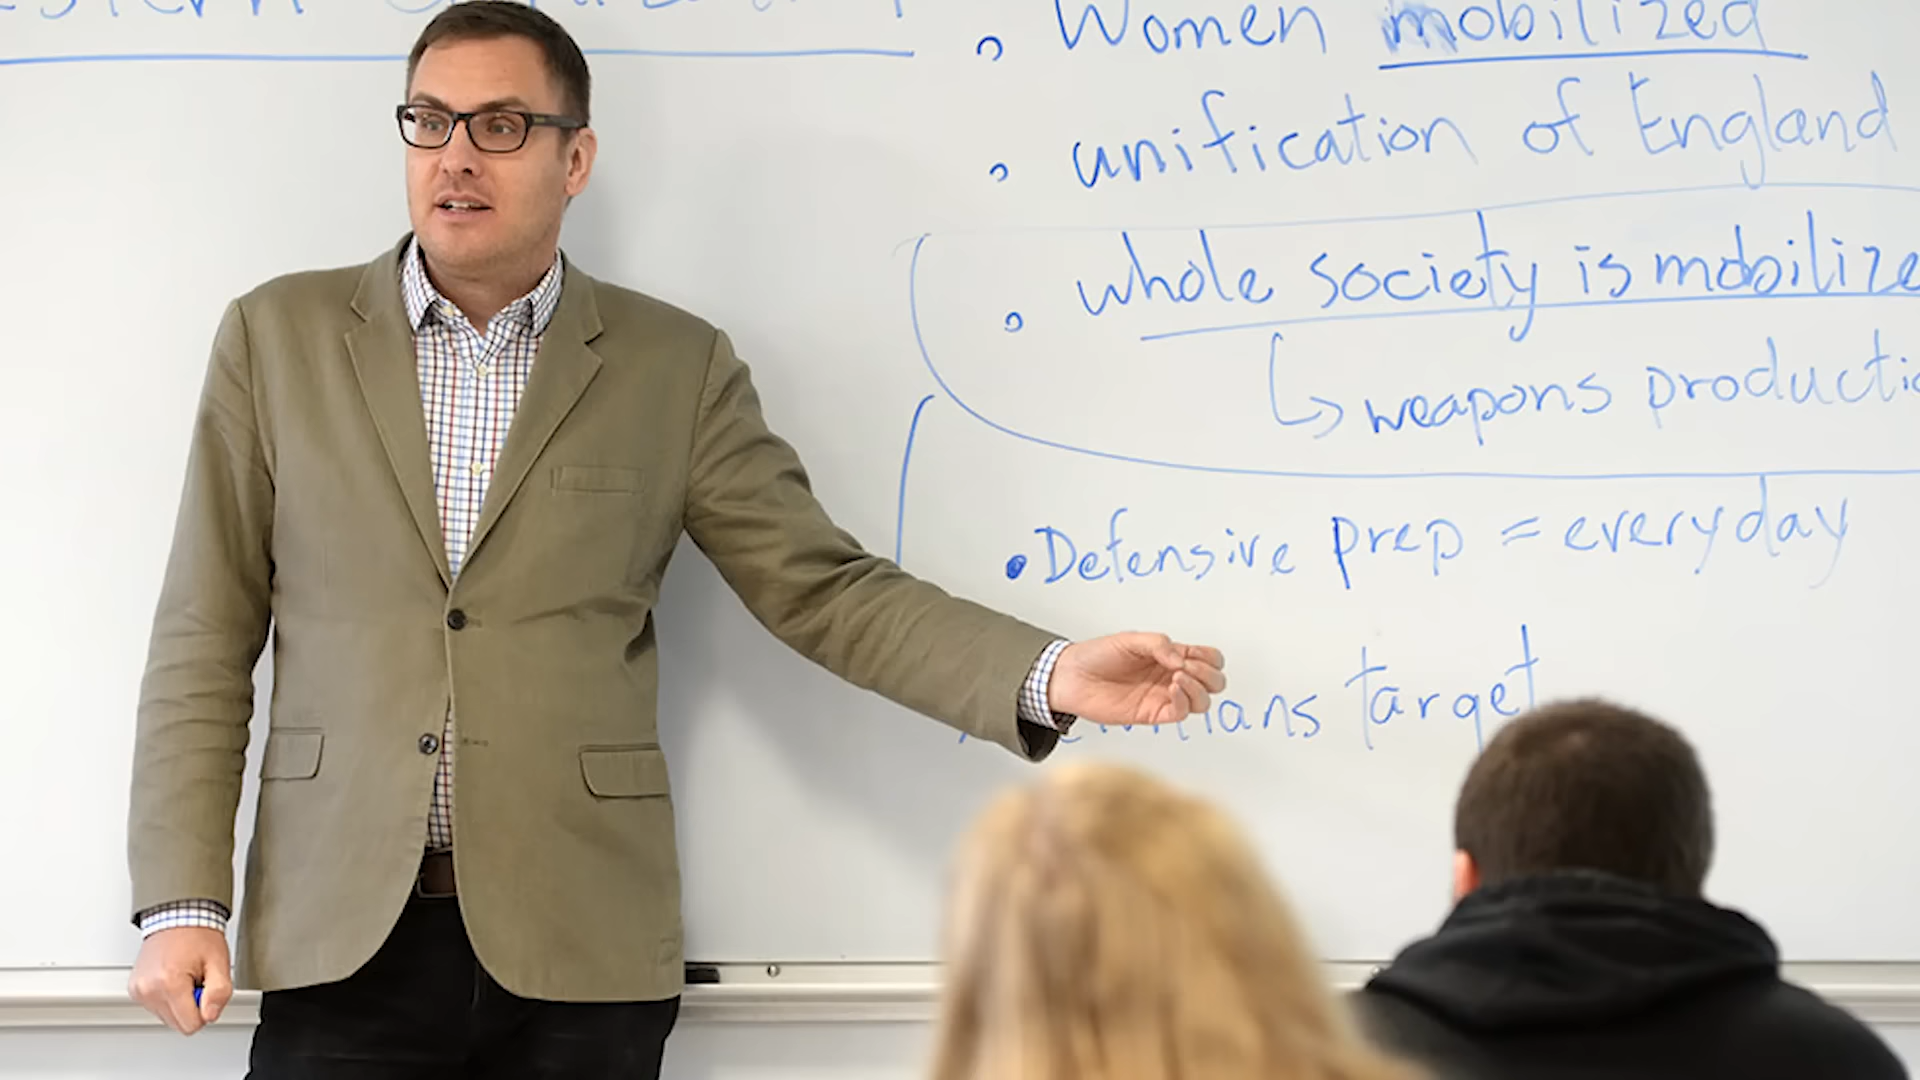 Women mobilized
unification of England
whole society is mobilize
weapons producti
Defensive prep = everyday
target